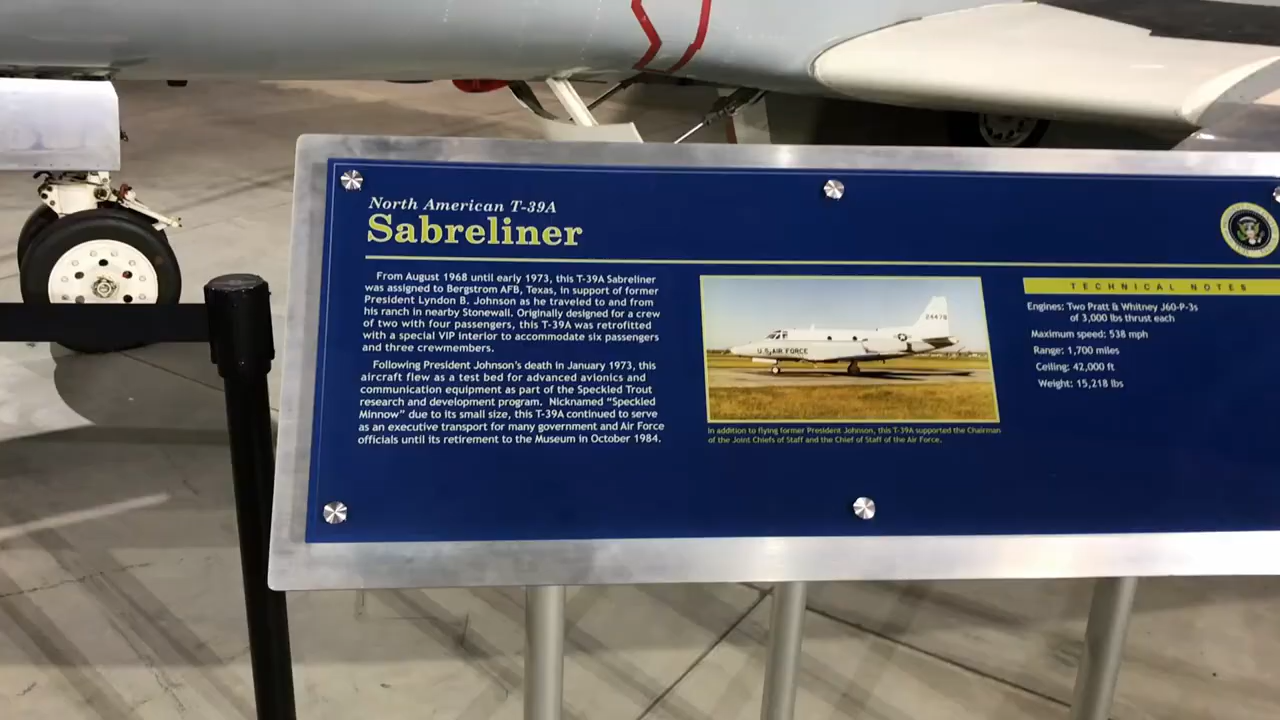 North American T-39A
Sabreliner
From August 1968 until early 1973, this T-39A Sabreliner
was assigned to Bergstrom AFB, Texas, in support of former
President Lyndon B. Johnson as he traveled to and from
his ranch in nearby Stonewall. Originally designed for a crew
of two with four passengers, this T-39A was retrofitted
with a special VIP interior to accommodate six passengers
and three crewmembers.
Following President Johnson's death in January 1973, this
aircraft flew as a test bed for advanced avionics and
communication equipment as part of the Speckled Trout
research and development program. Nicknamed "Speckled
Minnow" due to its small size, this T-39A continued to serve
as an executive transport for many government and Air Force
officials until its retirement to the Museum in October 1984.
24478
U.S. AIR FORCE
In addition to flying former President Johnson, this T-39A supported the Chairman
of the Joint Chiefs of Staff and the Chief of Staff of the Air Force.
TECHNICAL NOTES
Engines: Two Pratt & Whitney J60-P-3s
of 3,000 lbs thrust each
Maximum speed: 538 mph
Range: 1,700 miles
Ceiling: 42,000 ft
Weight: 15,218 lbs